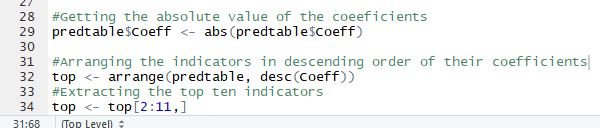 27
28 #Getting the absolute value of the coeeficients
29 predtable$Coeff <- abs(predtable$Coeff)
30
31 #Arranging the indicators in descending order of their coefficients
32 top <- arrange(predtable, desc(Coeff))
33 #Extracting the top ten indicators
34 top <- top[2:11,]
31:68 (Top Level)